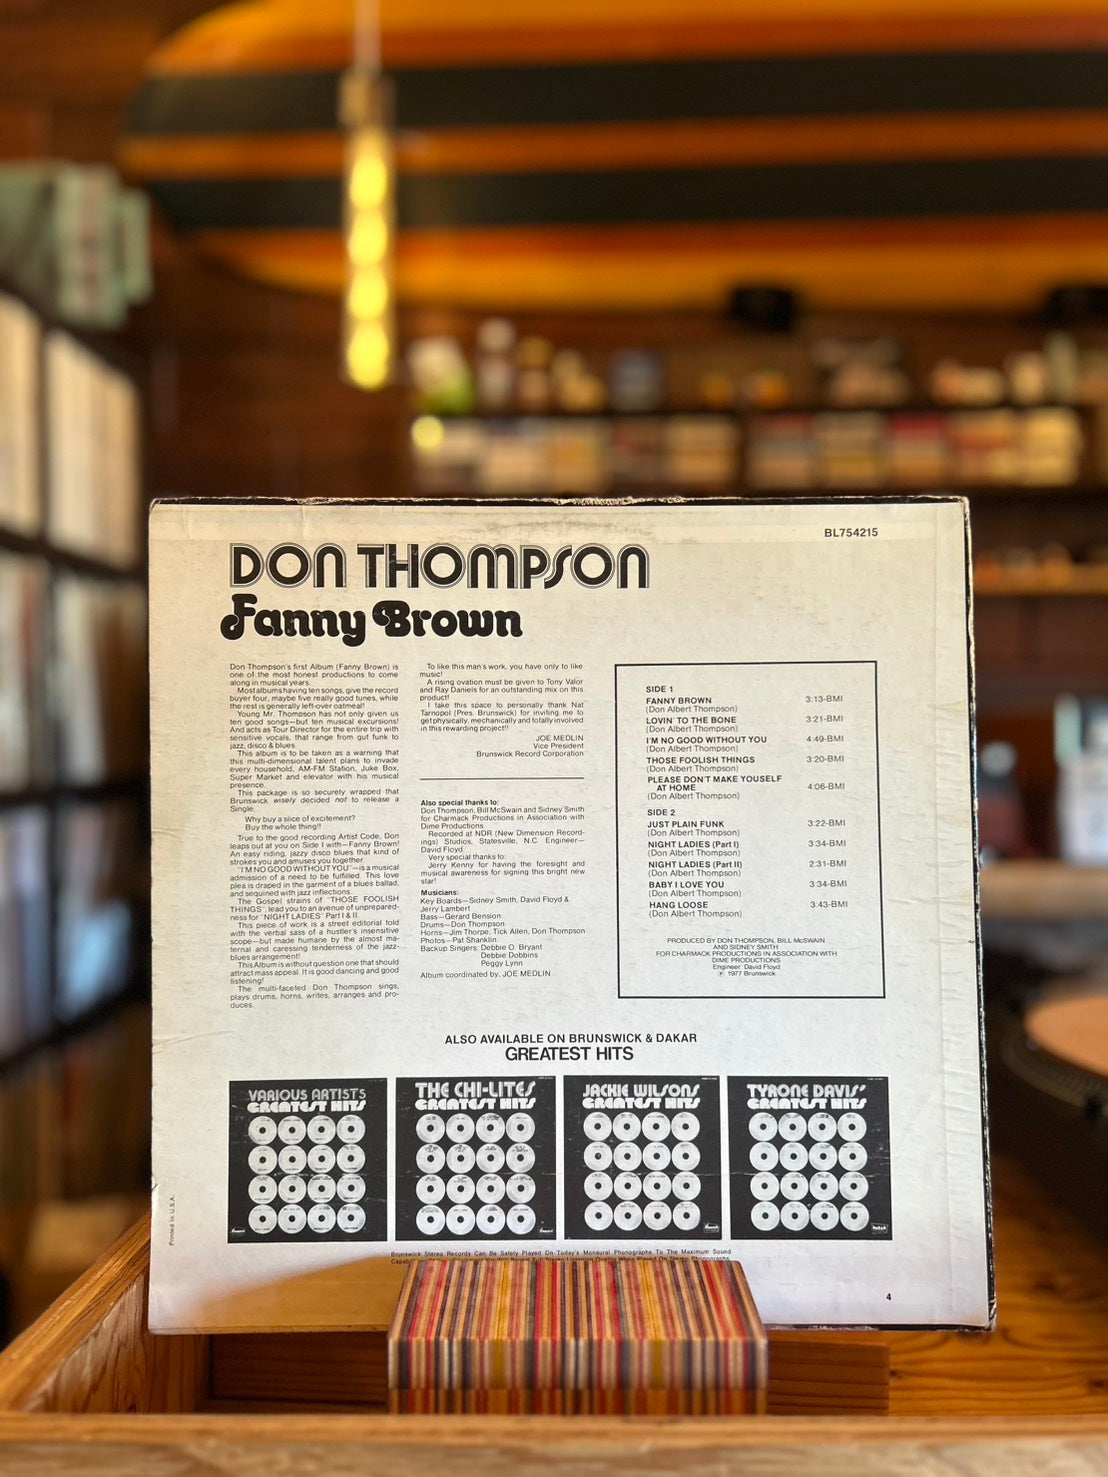 BL754215
DON THOMPSON
Fanny Brown
Don Thompson's first Album (Fanny Brown) is
one of the most honest productions to come
along in musical years.
Most albums having ten songs, give the record
buyer four, maybe five really good tunes, while
the rest is generally left-over oatmeal!
Young Mr. Thompson has not only given us
ten good songs—but ten musical excursions!
And acts as Tour Director for the entire trip with
sensitive vocals, that range from gut funk to
jazz, disco & blues.
This album is to be taken as a warning that
this multi-dimensional talent plans to invade
every household, AM-FM Station, Juke Box,
Super Market and elevator with his musical
presence.
This package is so securely wrapped that
Brunswick wisely decided not to release a
Single.
Why buy a slice of excitement?
Buy the whole thing!!
True to the good recording Artist Code, Don
leaps out at you on Side 1 with—Fanny Brown!
An easy riding, jazzy disco blues that kind of
strokes you and amuses you together.
"I'M NO GOOD WITHOUT YOU"—is a musical
admission of a need to be fulfilled. This love
plea is draped in the garment of a blues ballad,
and sequined with jazz inflections.
The Gospel strains of "THOSE FOOLISH
THINGS", lead you to an avenue of unprepared-
ness for "NIGHT LADIES" Part I & II.
This piece of work is a street editorial told
with the verbal sass of a hustler's insensitive
scope—but made humane by the almost ma-
ternal and caressing tenderness of the jazz-
blues arrangement!
This Album is without question one that should
attract mass appeal. It is good dancing and good
listening!
The multi-faceted Don Thompson sings,
plays drums, horns, writes, arranges and pro-
duces.
To like this man's work, you have only to like
music!
A rising ovation must be given to Tony Valor
and Ray Daniels for an outstanding mix on this
product!
I take this space to personally thank Nat
Tarnopol (Pres. Brunswick) for inviting me to
get physically, mechanically and totally involved
in this rewarding project!!
JOE MEDLIN
Vice President
Brunswick Record Corporation
Also special thanks to:
Don Thompson, Bill McSwain and Sidney Smith
for Charmack Productions in Association with
Dime Productions
Recorded at NDR (New Dimension Record-
ings) Studios, Statesville, N.C. Engineer—
David Floyd
Very special thanks to:
Jerry Kenny for having the foresight and
musical awareness for signing this bright new
star!
Musicians:
Key Boards—Sidney Smith, David Floyd &
Jerry Lambert
Bass—Gerard Bension
Drums—Don Thompson
Horns—Jim Thorpe, Tick Allen, Don Thompson
Photos—Pat Shanklin
Backup Singers: Debbie O. Bryant
Debbie Dobbins
Peggy Lynn
Album coordinated by, JOE MEDLIN
SIDE 1
FANNY BROWN 3:13-BMI
(Don Albert Thompson)
LOVIN' TO THE BONE 3:21-BMI
(Don Albert Thompson)
I'M NO GOOD WITHOUT YOU 4:49-BMI
(Don Albert Thompson)
THOSE FOOLISH THINGS 3:20-BMI
(Don Albert Thompson)
PLEASE DON'T MAKE YOUSELF
AT HOME 4:06-BMI
(Don Albert Thompson)
SIDE 2
JUST PLAIN FUNK 3:22-BMI
(Don Albert Thompson)
NIGHT LADIES (Part I) 3:34-BMI
(Don Albert Thompson)
NIGHT LADIES (Part II) 2:31-BMI
(Don Albert Thompson)
BABY I LOVE YOU 3:34-BMI
(Don Albert Thompson)
HANG LOOSE 3:43-BMI
(Don Albert Thompson)
PRODUCED BY DON THOMPSON, BILL McSWAIN
AND SIDNEY SMITH
FOR CHARMACK PRODUCTIONS IN ASSOCIATION WITH
DIME PRODUCTIONS
Engineer: David Floyd
℗ 1977 Brunswick
ALSO AVAILABLE ON BRUNSWICK & DAKAR
GREATEST HITS
VARIOUS ARTISTS
GREATEST HITS
THE CHI-LITES
GREATEST HITS
JACKIE WILSONS
GREATEST HITS
TYRONE DAVIS'
GREATEST HITS
Printed in U.S.A.
Brunswick Stereo Records Can Be Safely Played On Today's Monaural Phonographs To The Maximum Sound
4